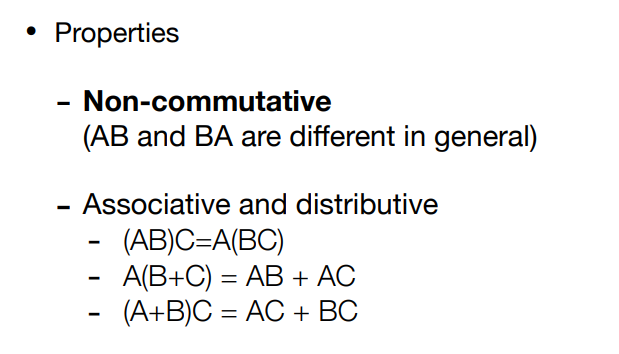 • Properties
– Non-commutative
(AB and BA are different in general)
– Associative and distributive
- (AB)C=A(BC)
- A(B+C) = AB + AC
- (A+B)C = AC + BC